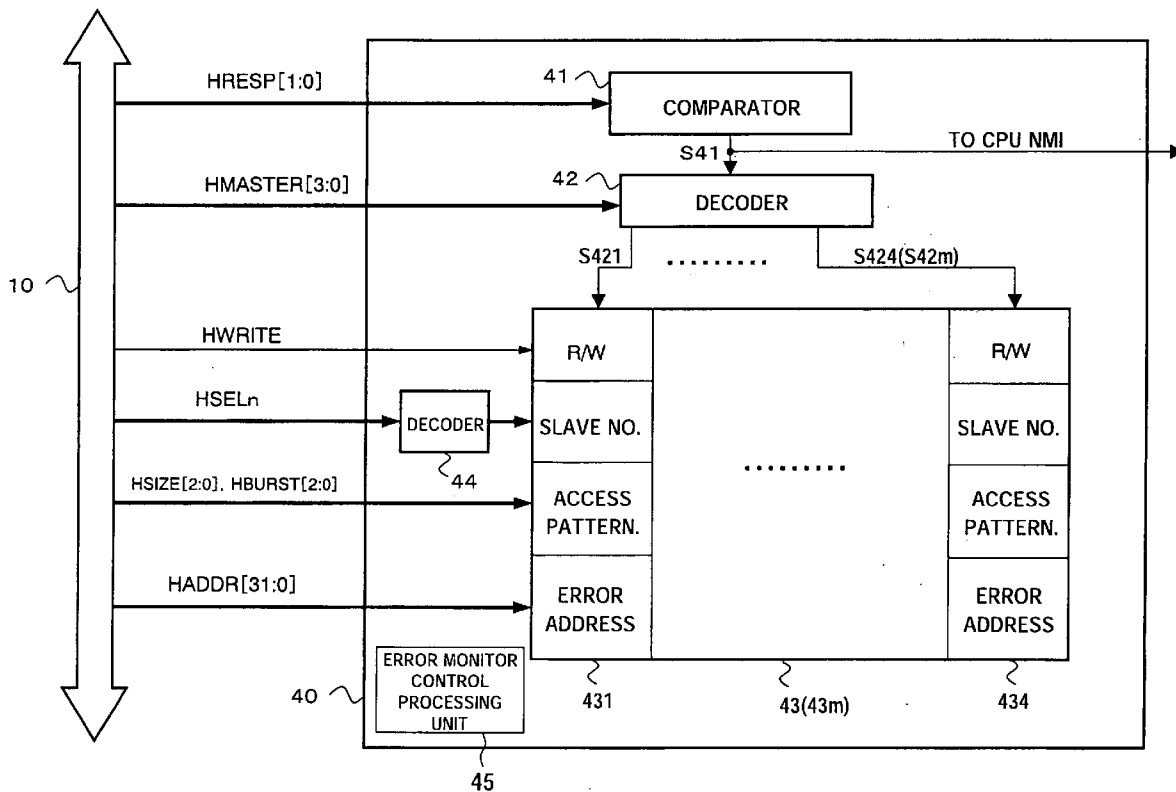 41
HRESP[1:0]
COMPARATOR
TO CPU NMI
S41
42
HMASTER[3:0]
DECODER
S421
.........
S424(S42m)
10
HWRITE
R/W
R/W
HSELn
DECODER
SLAVE NO.
SLAVE NO.
44
.........
HSIZE[2:0], HBURST[2:0]
ACCESS
PATTERN.
ACCESS
PATTERN.
HADDR[31:0]
ERROR
ADDRESS
ERROR
ADDRESS
ERROR MONITOR
CONTROL
PROCESSING
UNIT
40
431
43(43m)
434
45